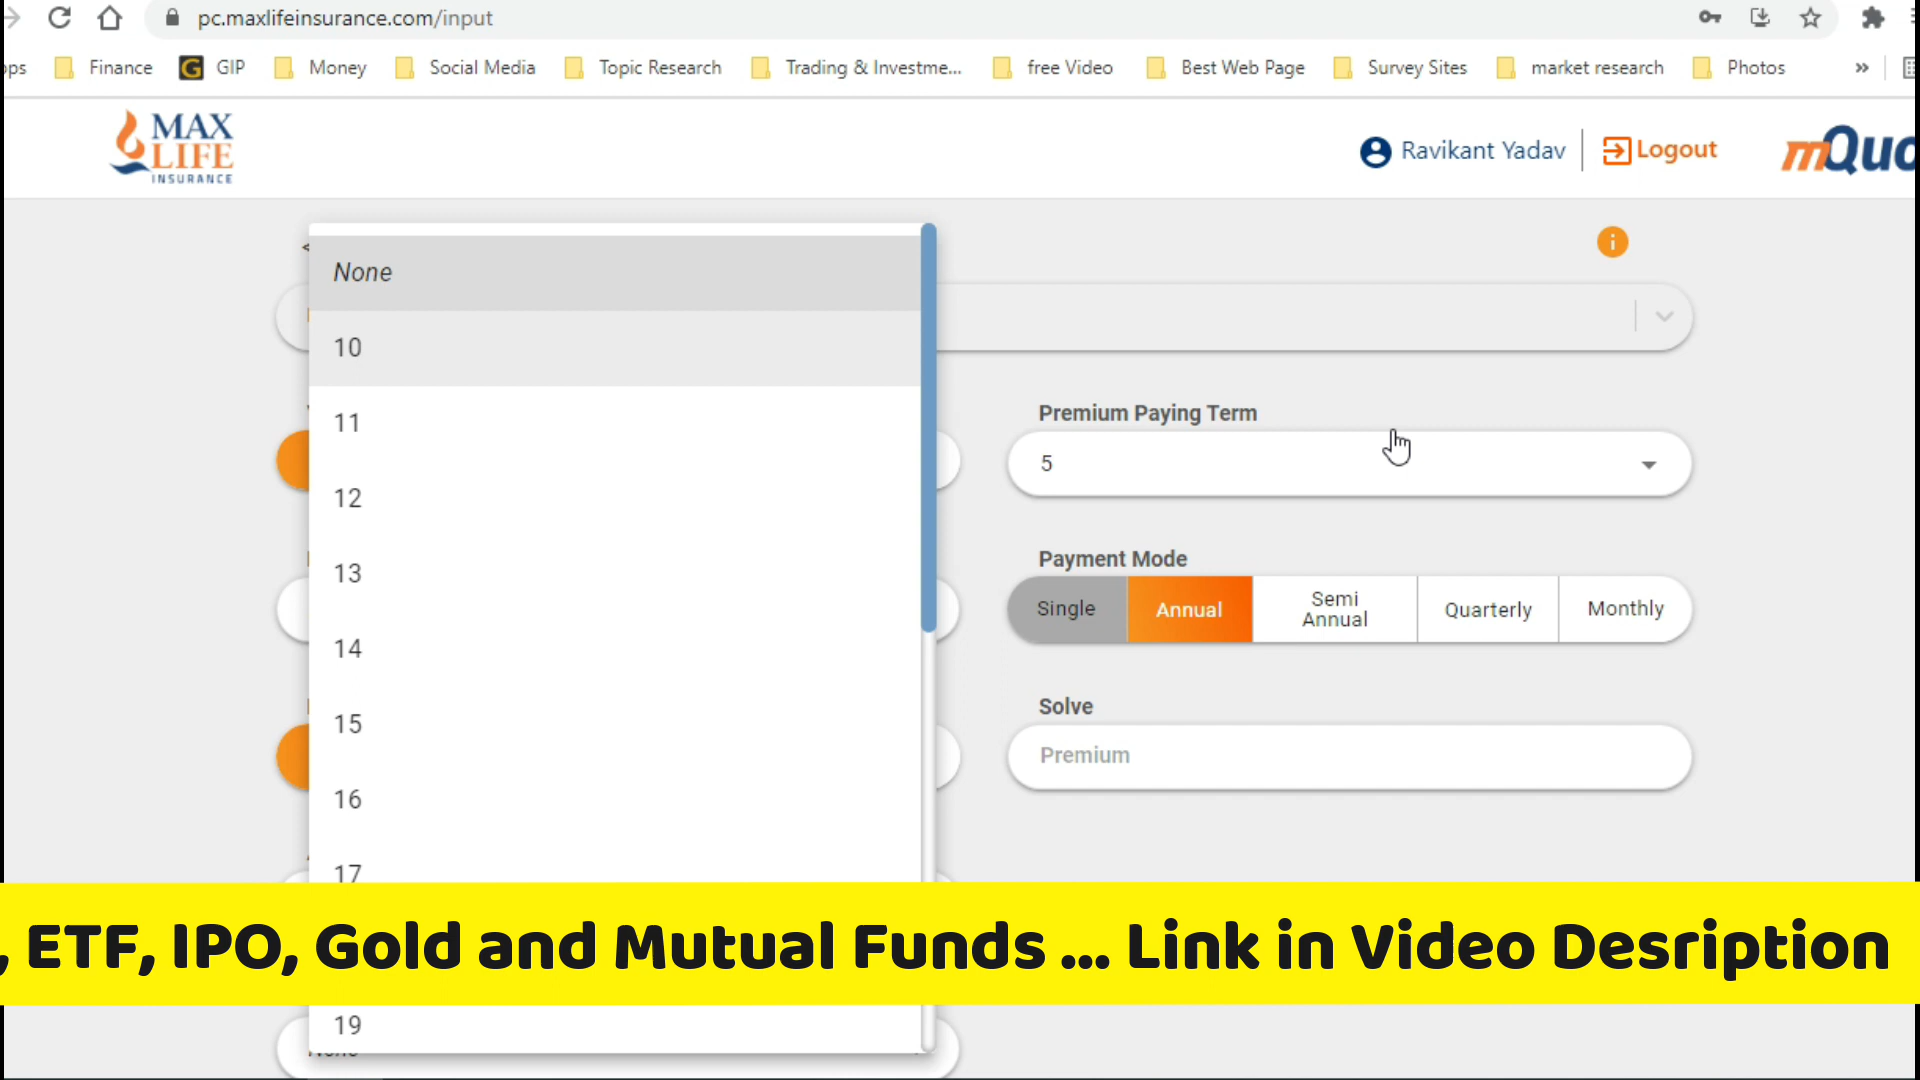 pc.maxlifeinsurance.com/input
Finance
GIP
Money
Social Media
Topic Research
Trading & Investme...
free Video
Best Web Page
Survey Sites
market research
Photos
»
MAX
LIFE
INSURANCE
Ravikant Yadav
Logout
None
10
11
12
13
14
15
16
17
19
Premium Paying Term
5
Payment Mode
Single
Annual
Semi
Annual
Quarterly
Monthly
Solve
Premium
, ETF, IPO, Gold and Mutual Funds ... Link in Video Desription